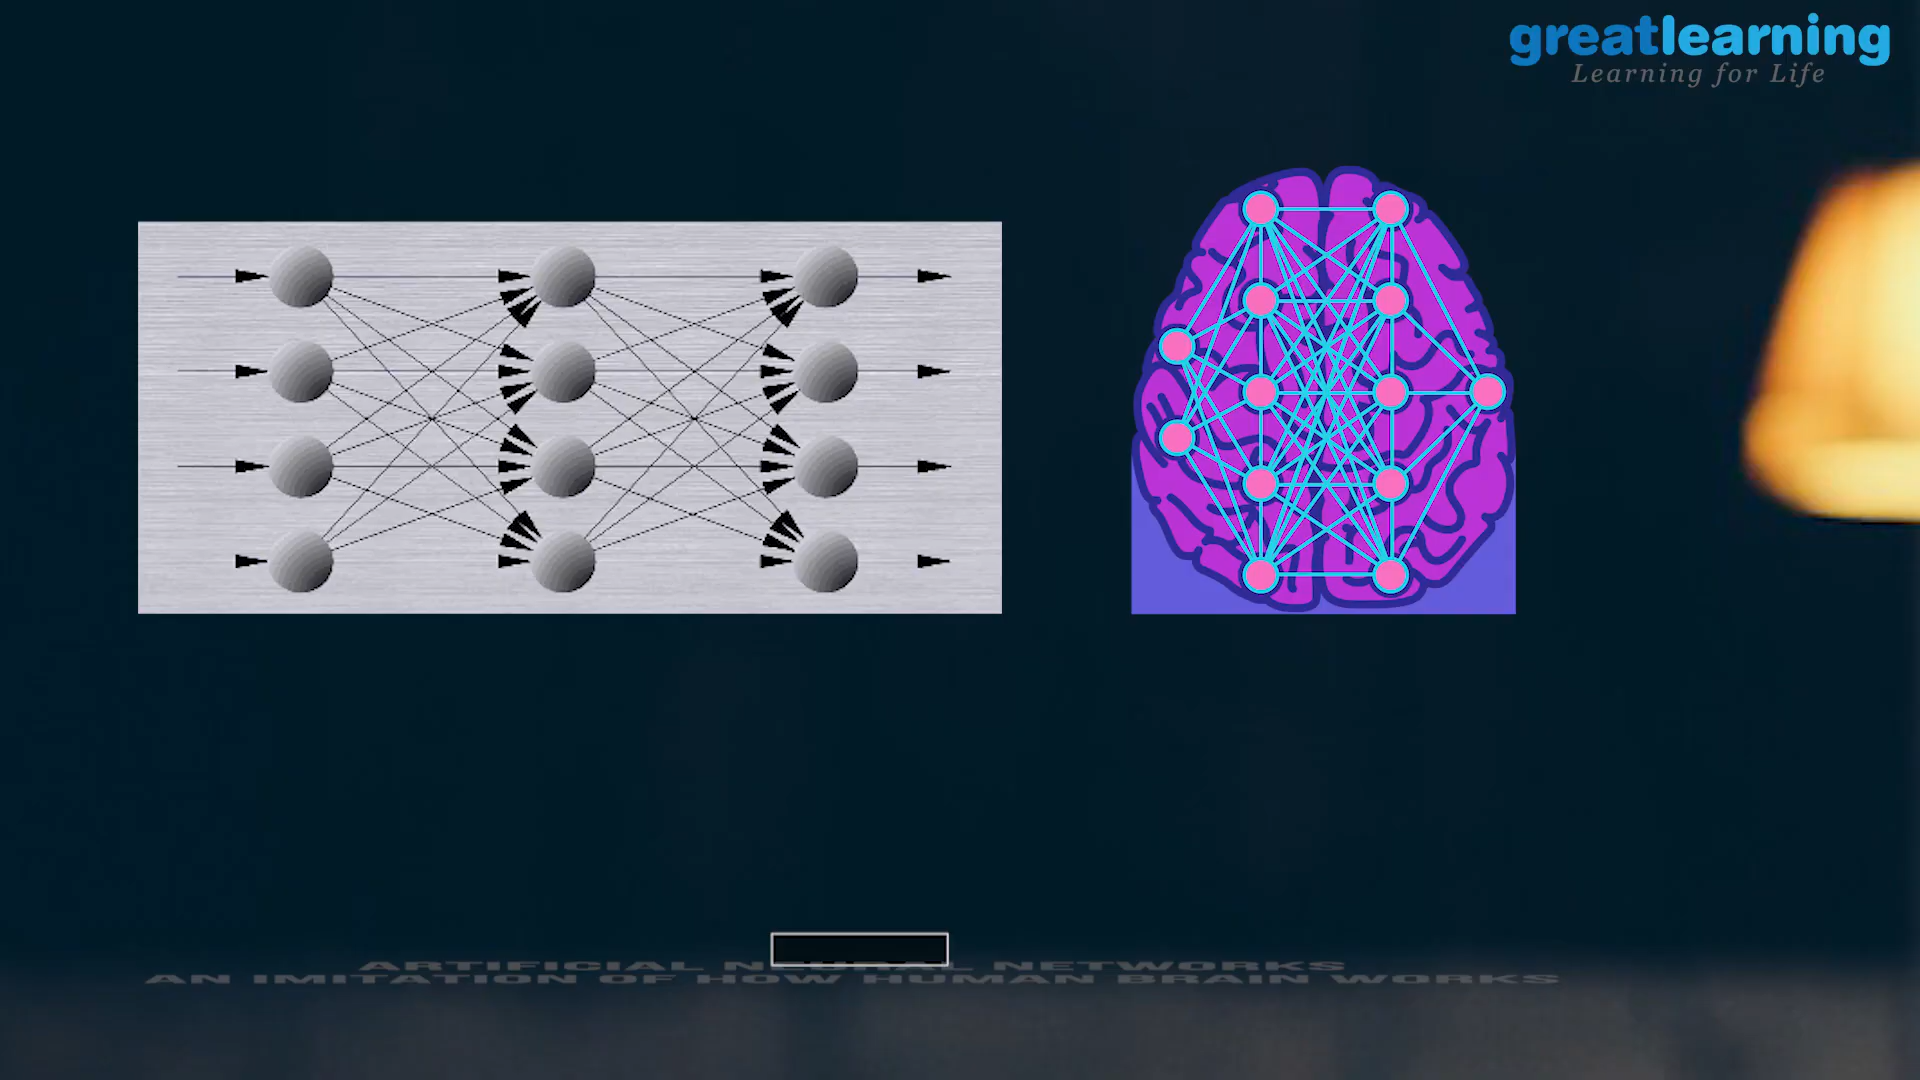 greatlearning
Learning for Life
ARTIFICIAL NEURAL NETWORKS
AN IMITATION OF HOW HUMAN BRAIN WORKS